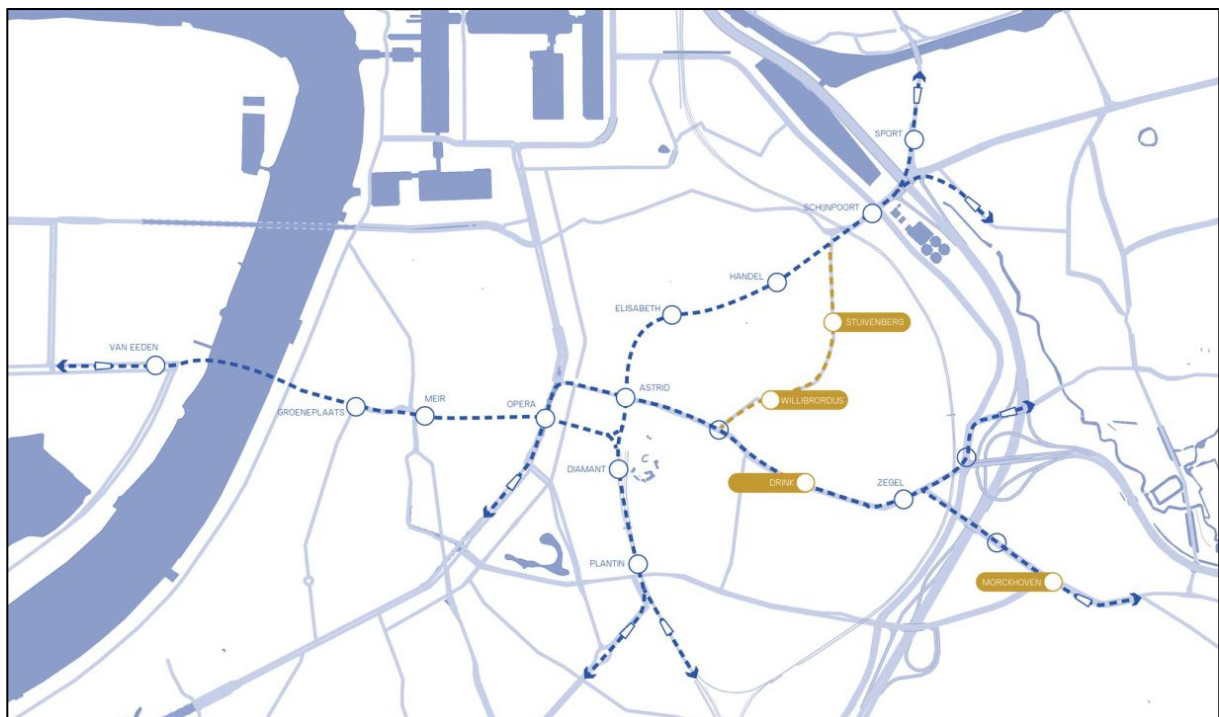 SPORT
SCHIJNPOORT
HANDEL
ELISABETH
STUIVENBERG
VAN EEDEN
ASTRID
MEIR
OPERA
GROENEPLAATS
WILLIBRORDUS
DIAMANT
DRINK
ZEGEL
PLANTIN
MORCKHOVEN